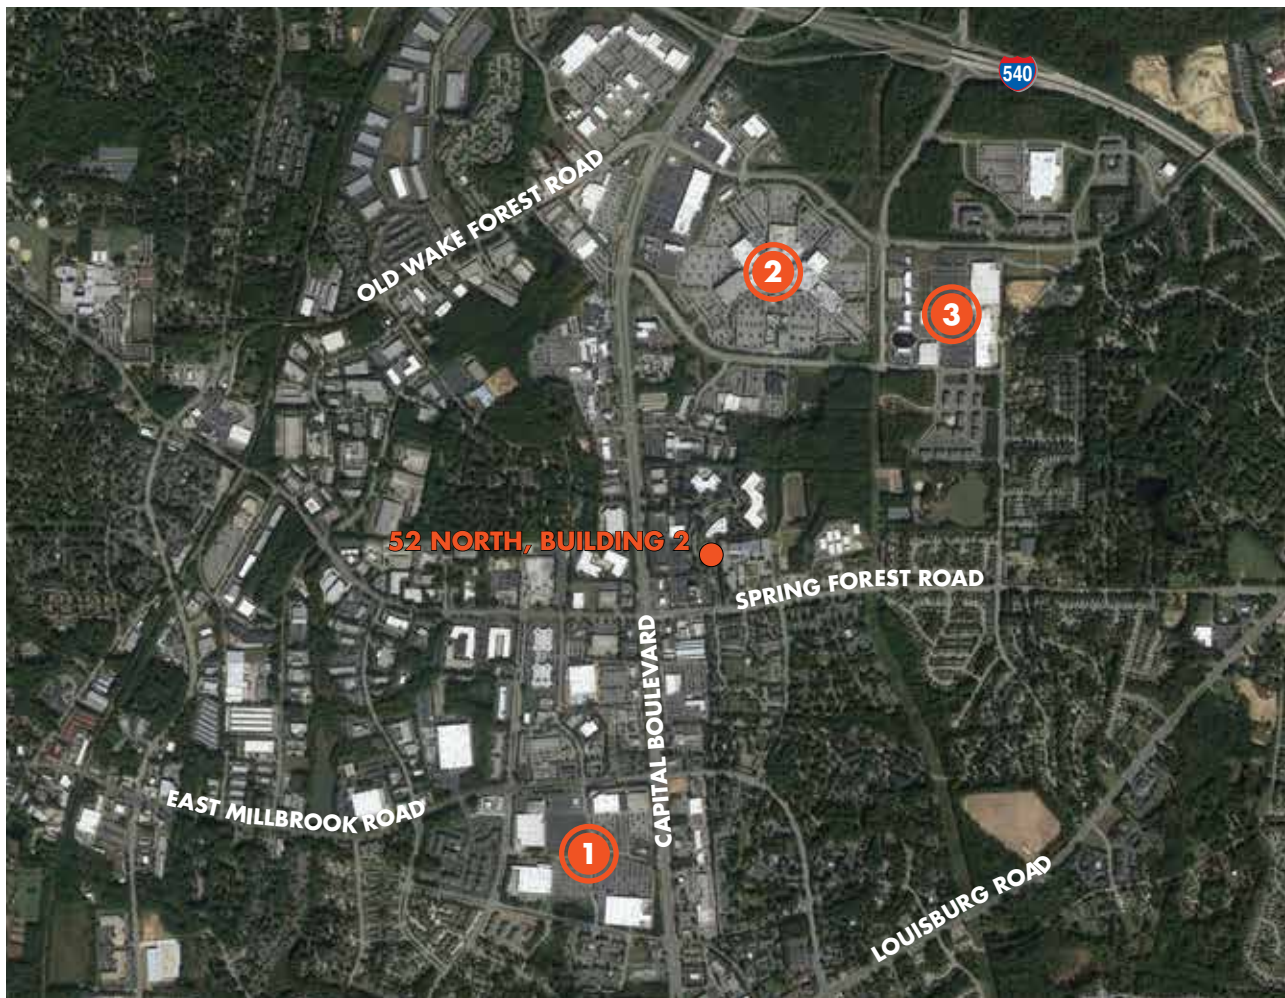 540
OLD WAKE FOREST ROAD
2
3
52 NORTH, BUILDING 2
SPRING FOREST ROAD
CAPITAL BOULEVARD
EAST MILLBROOK ROAD
1
LOUISBURG ROAD